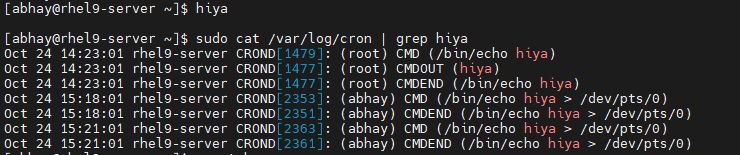 [abhay@rhel9-server ~]$ hiya
[abhay@rhel9-server ~]$ sudo cat /var/log/cron | grep hiya
Oct 24 14:23:01 rhel9-server CROND[1479]: (root) CMD (/bin/echo hiya)
Oct 24 14:23:01 rhel9-server CROND[1477]: (root) CMDOUT (hiya)
Oct 24 14:23:01 rhel9-server CROND[1477]: (root) CMDEND (/bin/echo hiya)
Oct 24 15:18:01 rhel9-server CROND[2353]: (abhay) CMD (/bin/echo hiya > /dev/pts/0)
Oct 24 15:18:01 rhel9-server CROND[2351]: (abhay) CMDEND (/bin/echo hiya > /dev/pts/0)
Oct 24 15:21:01 rhel9-server CROND[2363]: (abhay) CMD (/bin/echo hiya > /dev/pts/0)
Oct 24 15:21:01 rhel9-server CROND[2361]: (abhay) CMDEND (/bin/echo hiya > /dev/pts/0)